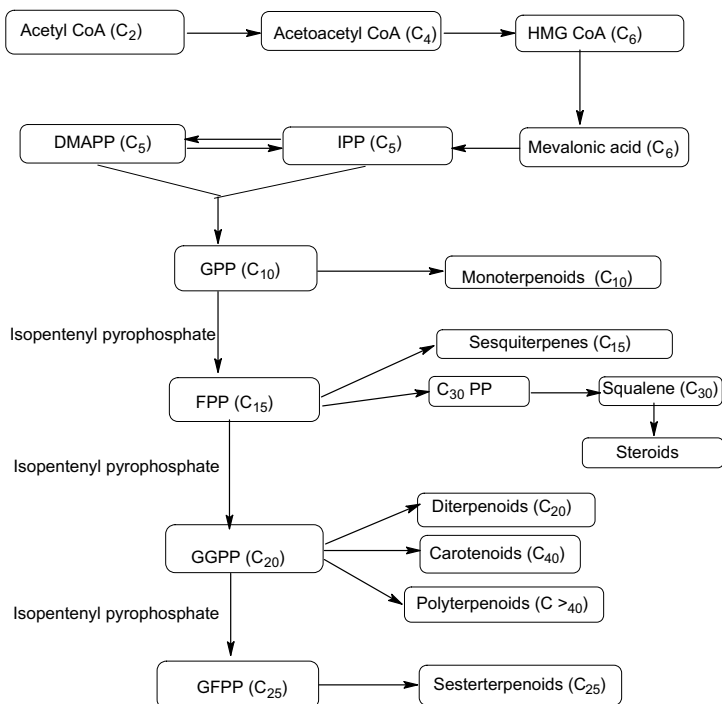 Acetyl CoA (C₂)
Acetoacetyl CoA (C₄)
HMG CoA (C₆)
DMAPP (C₅)
IPP (C₅)
Mevalonic acid (C₆)
GPP (C₁₀)
Monoterpenoids (C₁₀)
Isopentenyl pyrophosphate
Sesquiterpenes (C₁₅)
FPP (C₁₅)
C₃₀ PP
Squalene (C₃₀)
Steroids
Isopentenyl pyrophosphate
Diterpenoids (C₂₀)
GGPP (C₂₀)
Carotenoids (C₄₀)
Polyterpenoids (C >₄₀)
Isopentenyl pyrophosphate
GFPP (C₂₅)
Sesterterpenoids (C₂₅)